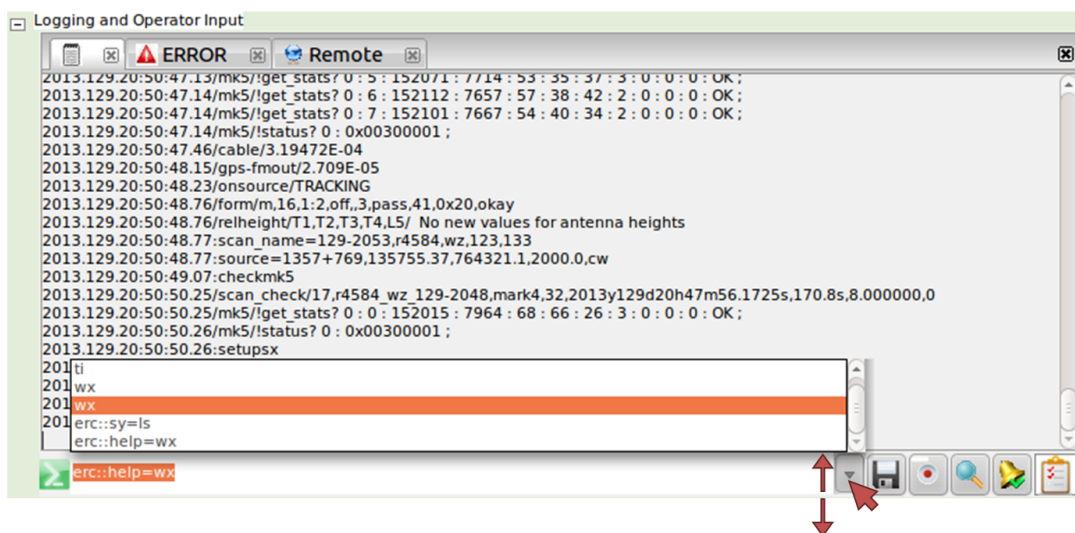 Logging and Operator Input
ERROR Remote
2013.129.20:50:47.13/mk5/!get_stats? 0 : 5 : 152071 : 7714 : 53 : 35 : 37 : 3 : 0 : 0 : 0 : OK ;
2013.129.20:50:47.14/mk5/!get_stats? 0 : 6 : 152112 : 7657 : 57 : 38 : 42 : 2 : 0 : 0 : 0 : OK ;
2013.129.20:50:47.14/mk5/!get_stats? 0 : 7 : 152101 : 7667 : 54 : 40 : 34 : 2 : 0 : 0 : 0 : OK ;
2013.129.20:50:47.14/mk5/!status? 0 : 0x00300001 ;
2013.129.20:50:47.46/cable/3.19472E-04
2013.129.20:50:48.15/gps-fmout/2.709E-05
2013.129.20:50:48.23/onsource/TRACKING
2013.129.20:50:48.76/form/m,16,1:2,off,,3,pass,41,0x20,okay
2013.129.20:50:48.76/relheight/T1,T2,T3,T4,L5/ No new values for antenna heights
2013.129.20:50:48.77:scan_name=129-2053,r4584,wz,123,133
2013.129.20:50:48.77:source=1357+769,135755.37,764321.1,2000.0,cw
2013.129.20:50:49.07:checkmk5
2013.129.20:50:50.25/scan_check/17,r4584_wz_129-2048,mark4,32,2013y129d20h47m56.1725s,170.8s,8.000000,0
2013.129.20:50:50.25/mk5/!get_stats? 0 : 0 : 152015 : 7964 : 68 : 66 : 26 : 3 : 0 : 0 : 0 : OK ;
2013.129.20:50:50.26/mk5/!status? 0 : 0x00300001 ;
2013.129.20:50:50.26:setupsx
201 ti
201 wx
201 wx
201 erc::sy=ls
erc::help=wx
erc::help=wx